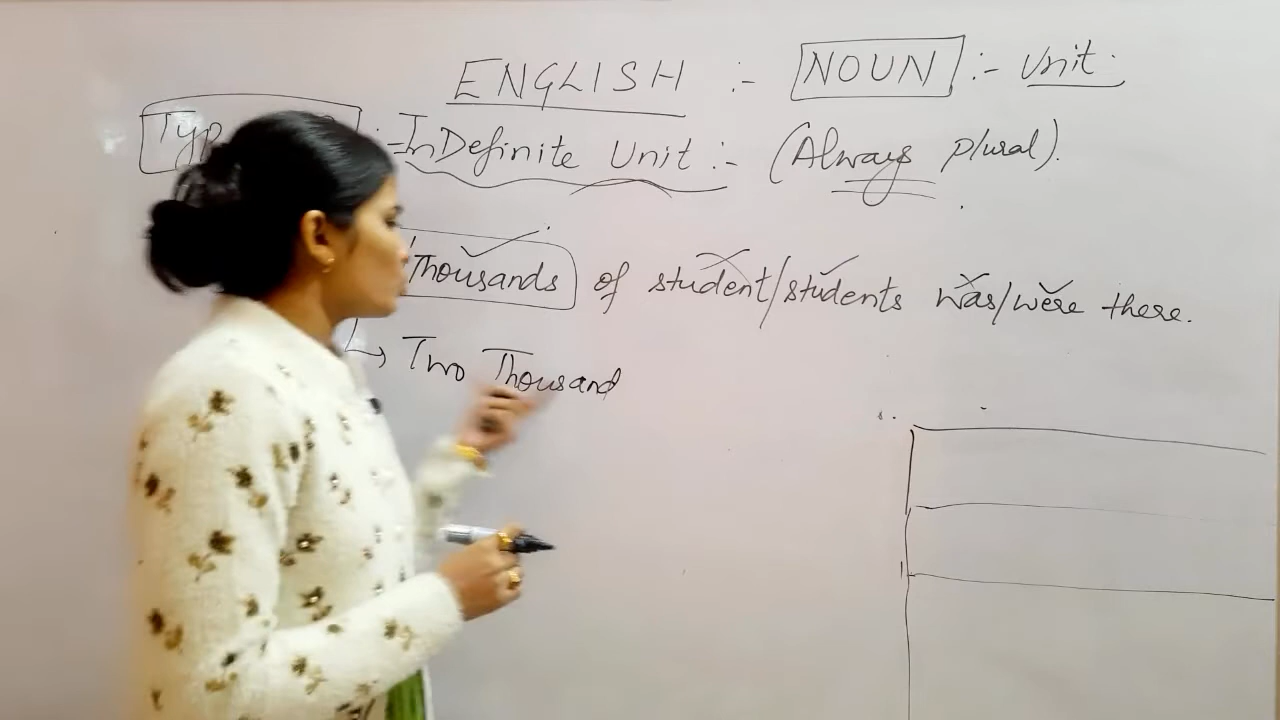 ENGLISH :- NOUN :- Unit.
InDefinite Unit :- (Always plural).
Thousands of student/students was/were there.
↳ Two Thousand